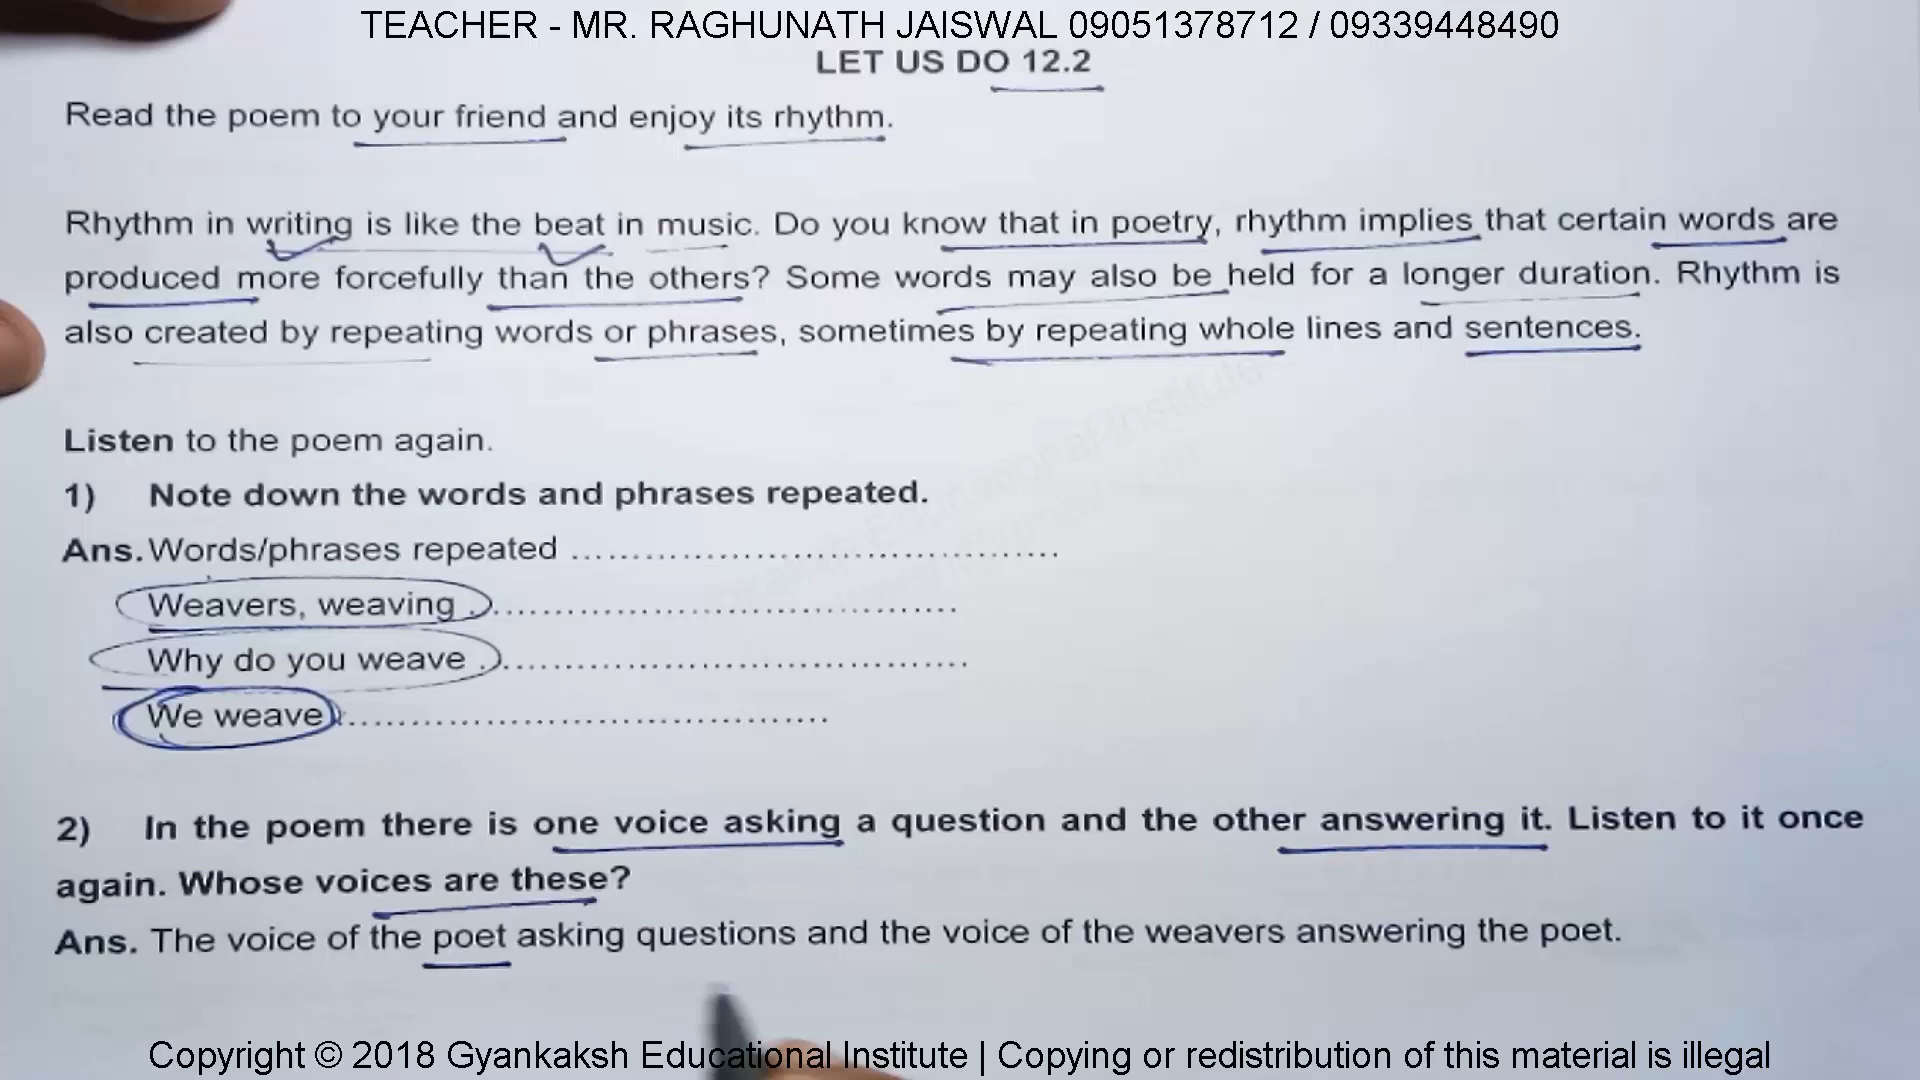 TEACHER - MR. RAGHUNATH JAISWAL 09051378712 / 09339448490
LET US DO 12.2
Read the poem to your friend and enjoy its rhythm.
Rhythm in writing is like the beat in music. Do you know that in poetry, rhythm implies that certain words are
produced more forcefully than the others? Some words may also be held for a longer duration. Rhythm is
also created by repeating words or phrases, sometimes by repeating whole lines and sentences.
Listen to the poem again.
1) Note down the words and phrases repeated.
Ans. Words/phrases repeated ........................................
Weavers, weaving ........................................
Why do you weave ........................................
We weave ........................................
2) In the poem there is one voice asking a question and the other answering it. Listen to it once
again. Whose voices are these?
Ans. The voice of the poet asking questions and the voice of the weavers answering the poet.
Copyright © 2018 Gyankaksh Educational Institute | Copying or redistribution of this material is illegal